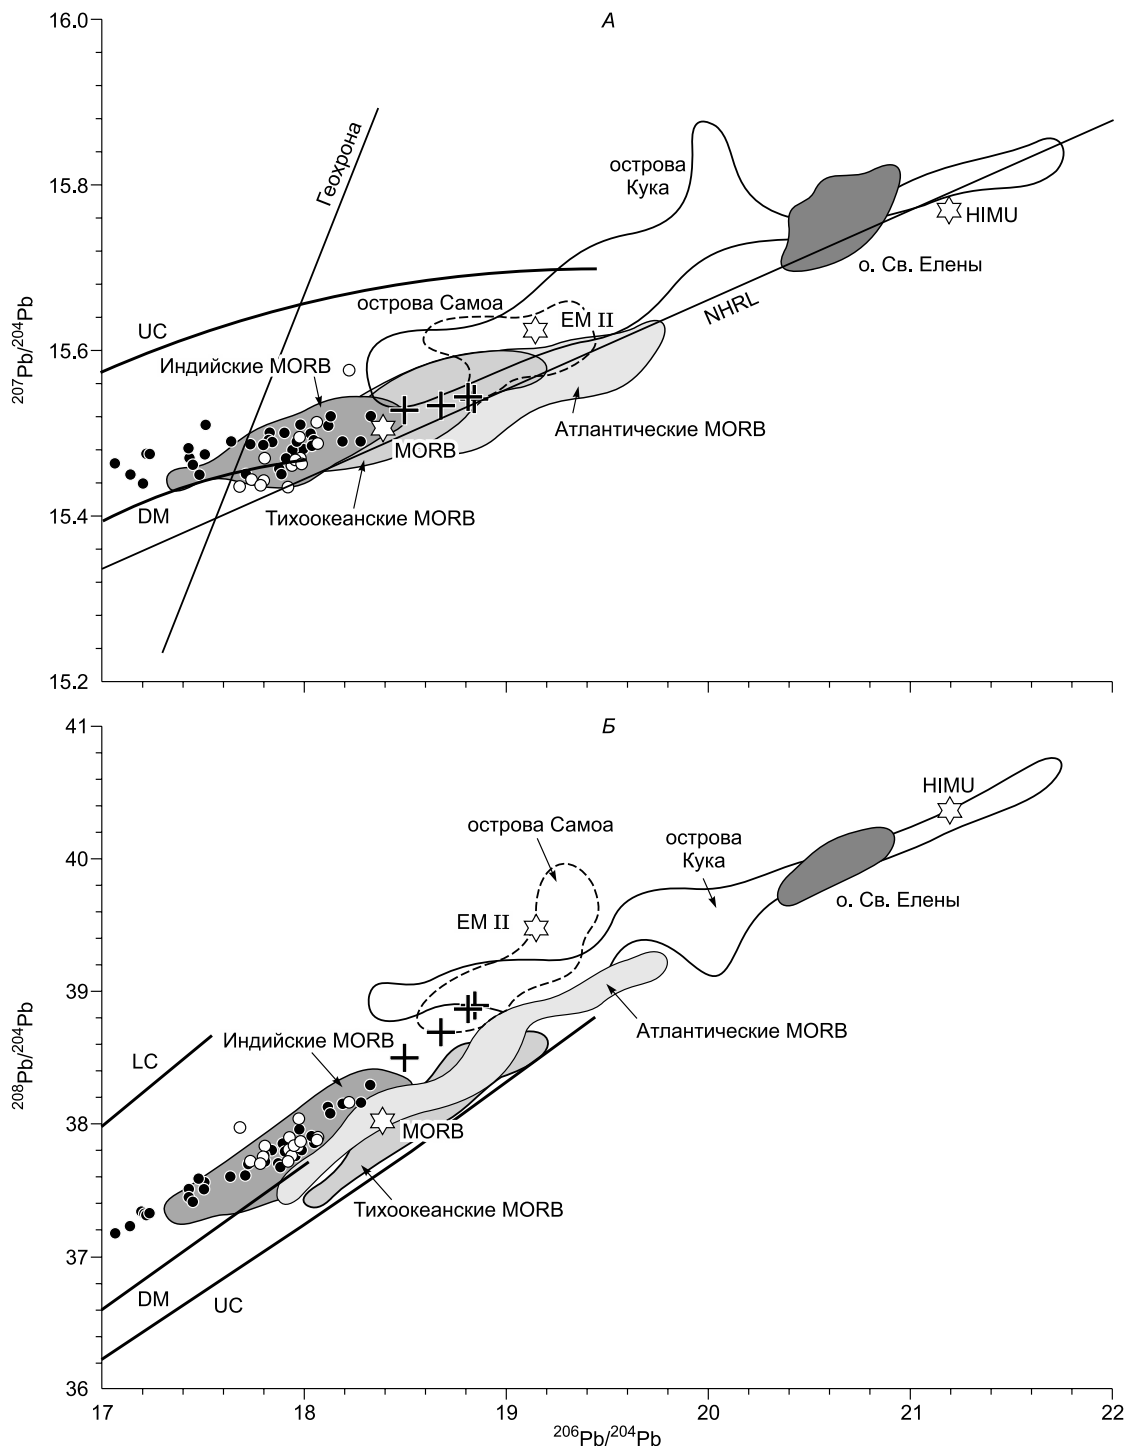 А
16.0
15.8
15.6
15.4
15.2
207Pb/204Pb
Геохрона
острова
Кука
HIMU
о. Св. Елены
NHRL
острова Самоа
EM II
UC
Индийские MORB
Атлантические MORB
MORB
DM
Тихоокеанские MORB
Б
41
40
39
38
37
36
208Pb/204Pb
HIMU
острова Самоа
острова
Кука
о. Св. Елены
EM II
Атлантические MORB
Индийские MORB
LC
MORB
Тихоокеанские MORB
DM
UC
17
18
19
20
21
22
206Pb/204Pb